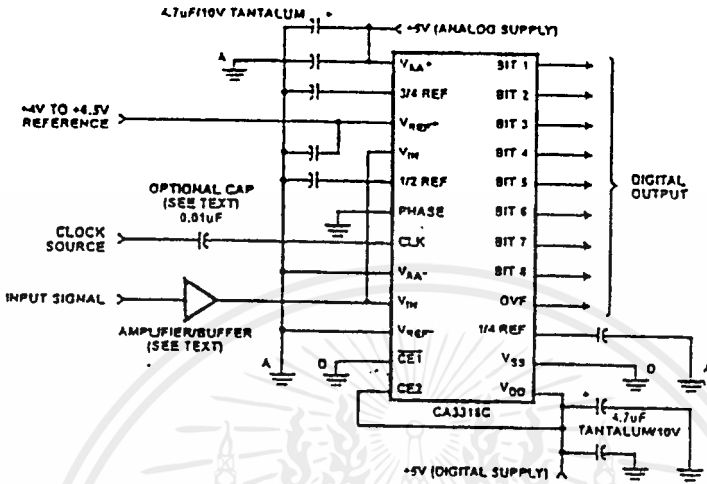 4.7uF/10V TANTALUM
+
+5V (ANALOG SUPPLY)
A
+4V TO +4.5V
REFERENCE
OPTIONAL CAP
(SEE TEXT)
0.01uF
CLOCK
SOURCE
INPUT SIGNAL
AMPLIFIER/BUFFER
(SEE TEXT)
A
D
VAA+
3/4 REF
VREF+
VIN
1/2 REF
PHASE
CLK
VAA-
VIN
VREF-
CE1
CE2
BIT 1
BIT 2
BIT 3
BIT 4
BIT 5
BIT 6
BIT 7
BIT 8
OVF
1/4 REF
VSS
VDD
CA3318C
DIGITAL
OUTPUT
D
A
+
4.7uF
TANTALUM/10V
+5V (DIGITAL SUPPLY)